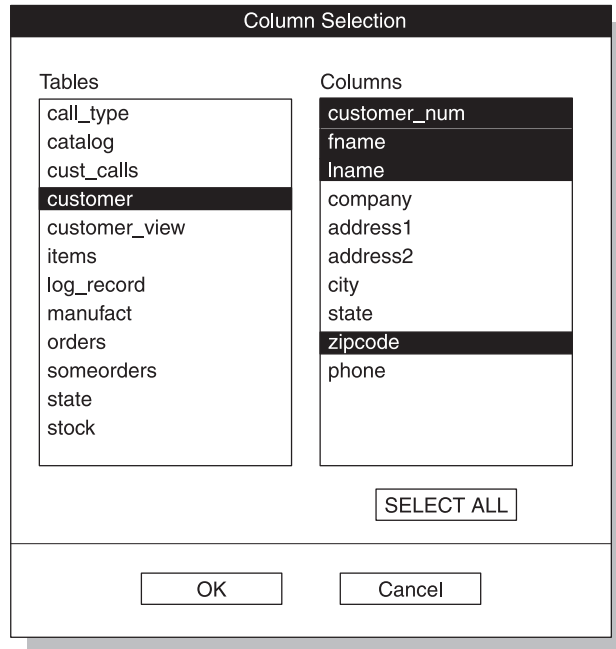 Column Selection
Tables
call_type
catalog
cust_calls
customer
customer_view
items
log_record
manufact
orders
someorders
state
stock
Columns
customer_num
fname
lname
company
address1
address2
city
state
zipcode
phone
SELECT ALL
OK
Cancel